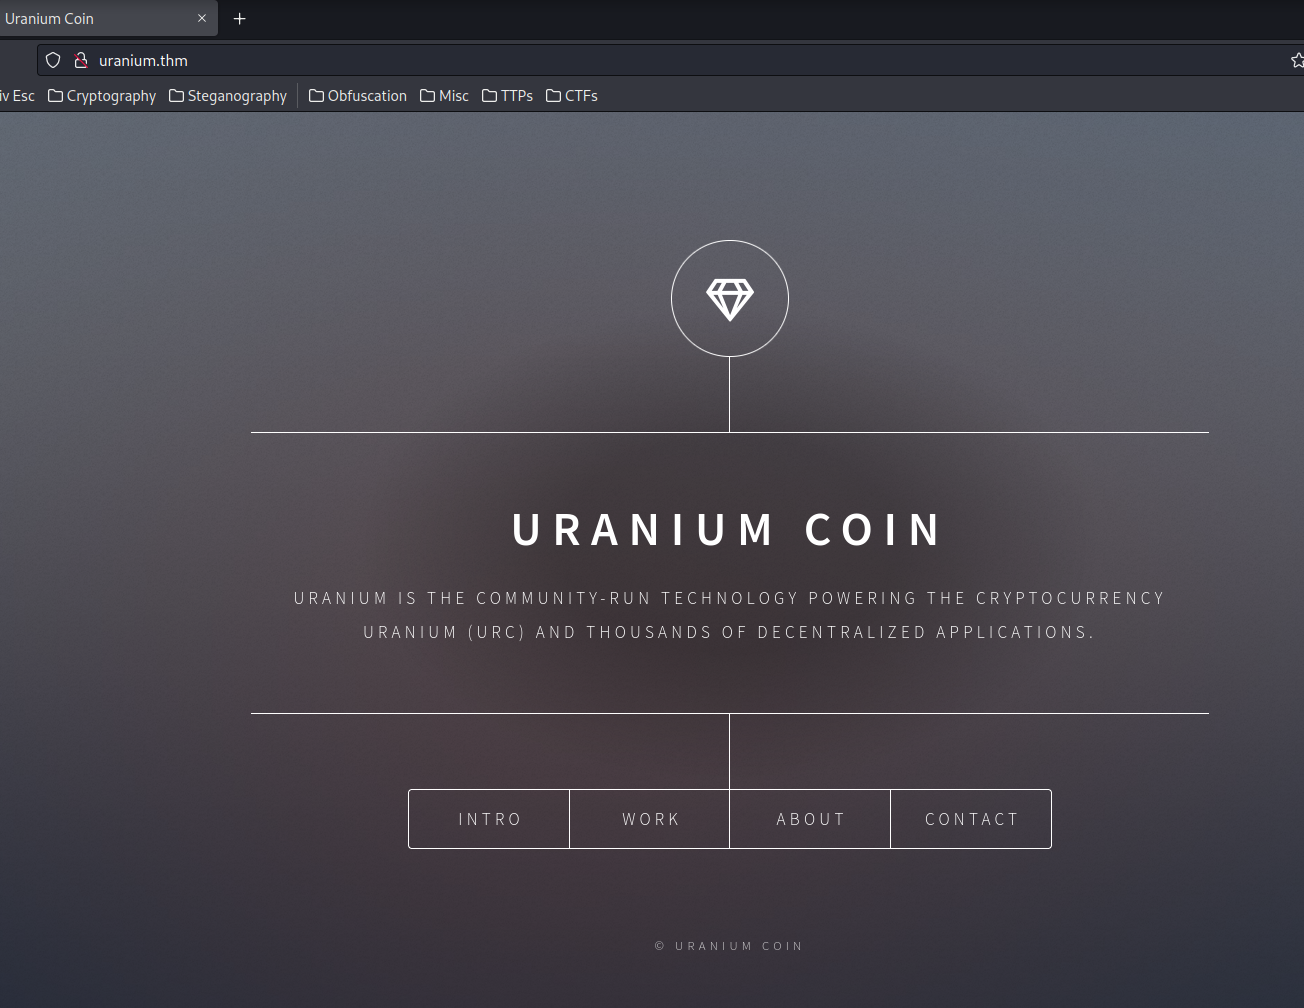 Uranium Coin
uranium.thm
iv Esc Cryptography Steganography Obfuscation Misc TTPs CTFs
URANIUM COIN
URANIUM IS THE COMMUNITY-RUN TECHNOLOGY POWERING THE CRYPTOCURRENCY
URANIUM (URC) AND THOUSANDS OF DECENTRALIZED APPLICATIONS.
INTRO WORK ABOUT CONTACT
© URANIUM COIN